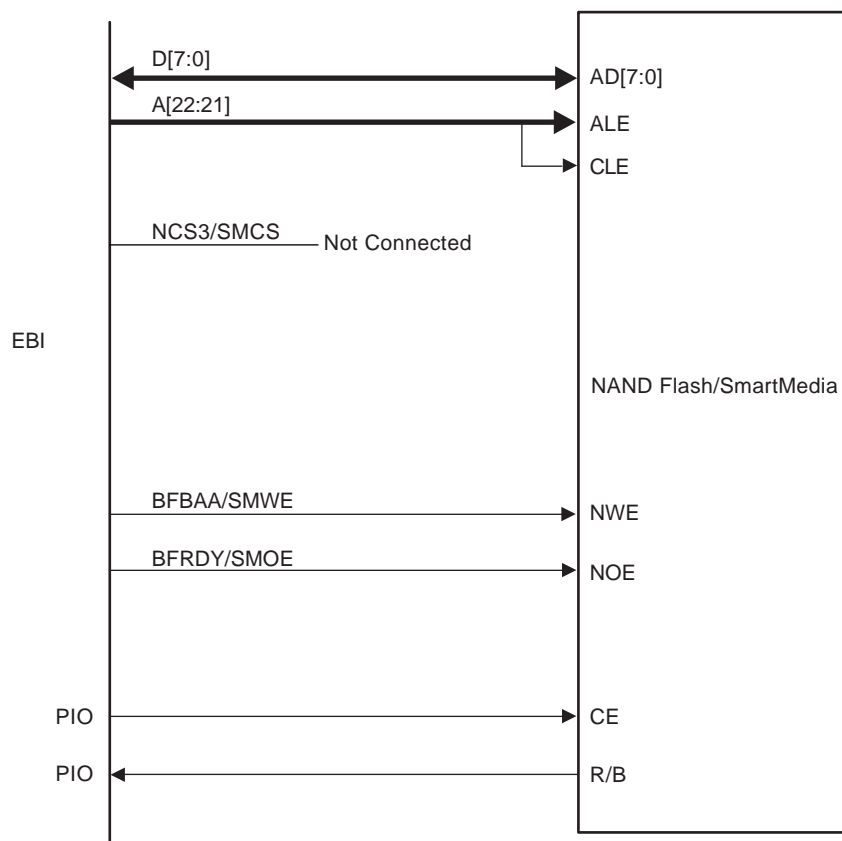 D[7:0]
AD[7:0]
A[22:21]
ALE
CLE
NCS3/SMCS
Not Connected
EBI
NAND Flash/SmartMedia
BFBAA/SMWE
NWE
BFRDY/SMOE
NOE
PIO
CE
PIO
R/B